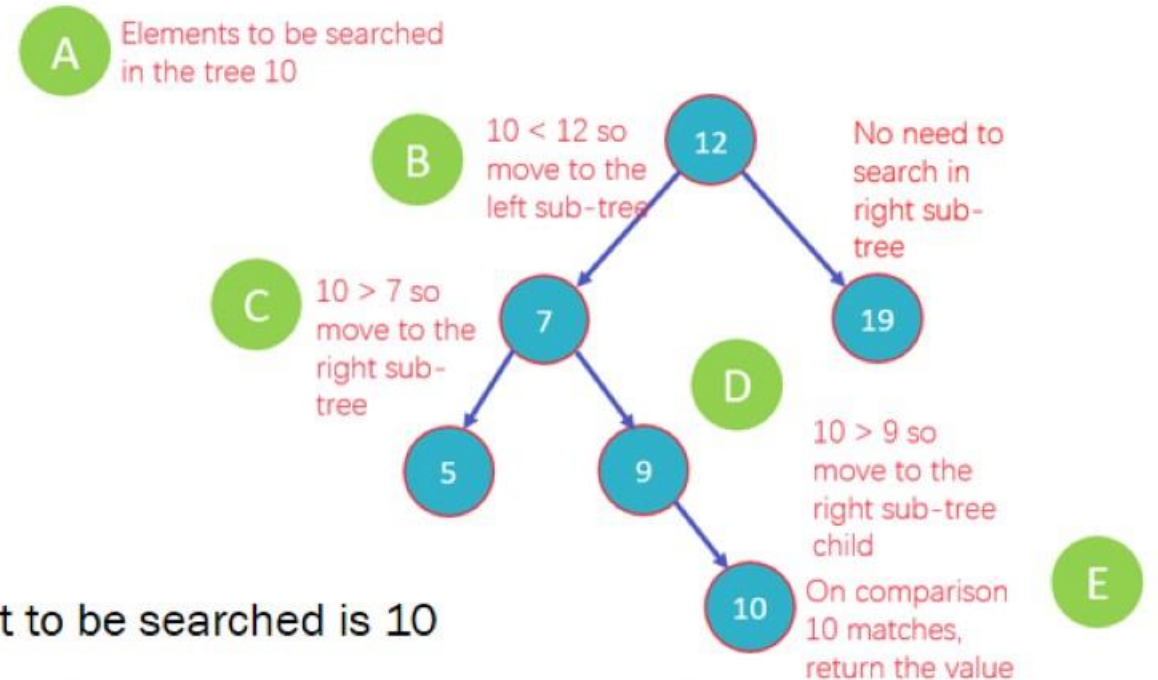 A
Elements to be searched
in the tree 10
B
10 < 12 so
move to the
left sub-tree
12
No need to
search in
right sub-
tree
C
10 > 7 so
move to the
right sub-
tree
7
19
D
5
9
10 > 9 so
move to the
right sub-tree
child
10
On comparison
10 matches,
return the value
E
t to be searched is 10